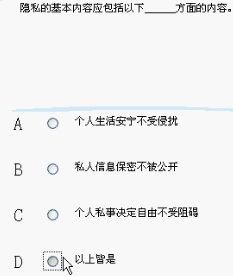 隐私的基本内容应包括以下______方面的内容。
A 个人生活安宁不受侵扰
B 私人信息保密不被公开
C 个人私事决定自由不受阻碍
D 以上皆是